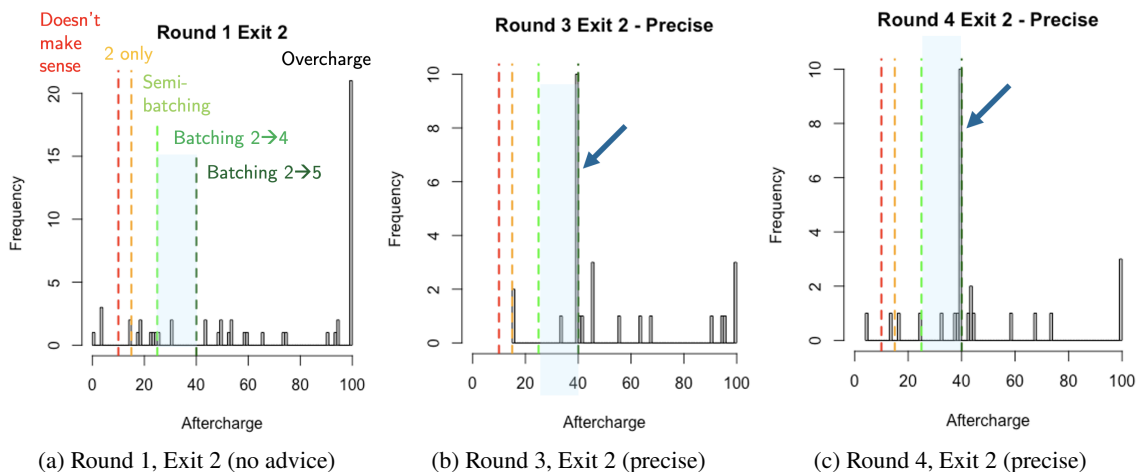 Round 1 Exit 2
Doesn't
make
sense
2 only
Semi-
batching
Batching 2→4
Batching 2→5
Overcharge
Frequency
20
15
10
5
0
0 20 40 60 80 100
Aftercharge
(a) Round 1, Exit 2 (no advice)
Round 3 Exit 2 - Precise
Frequency
10
8
6
4
2
0
0 20 40 60 80 100
Aftercharge
(b) Round 3, Exit 2 (precise)
Round 4 Exit 2 - Precise
Frequency
10
8
6
4
2
0
0 20 40 60 80 100
Aftercharge
(c) Round 4, Exit 2 (precise)